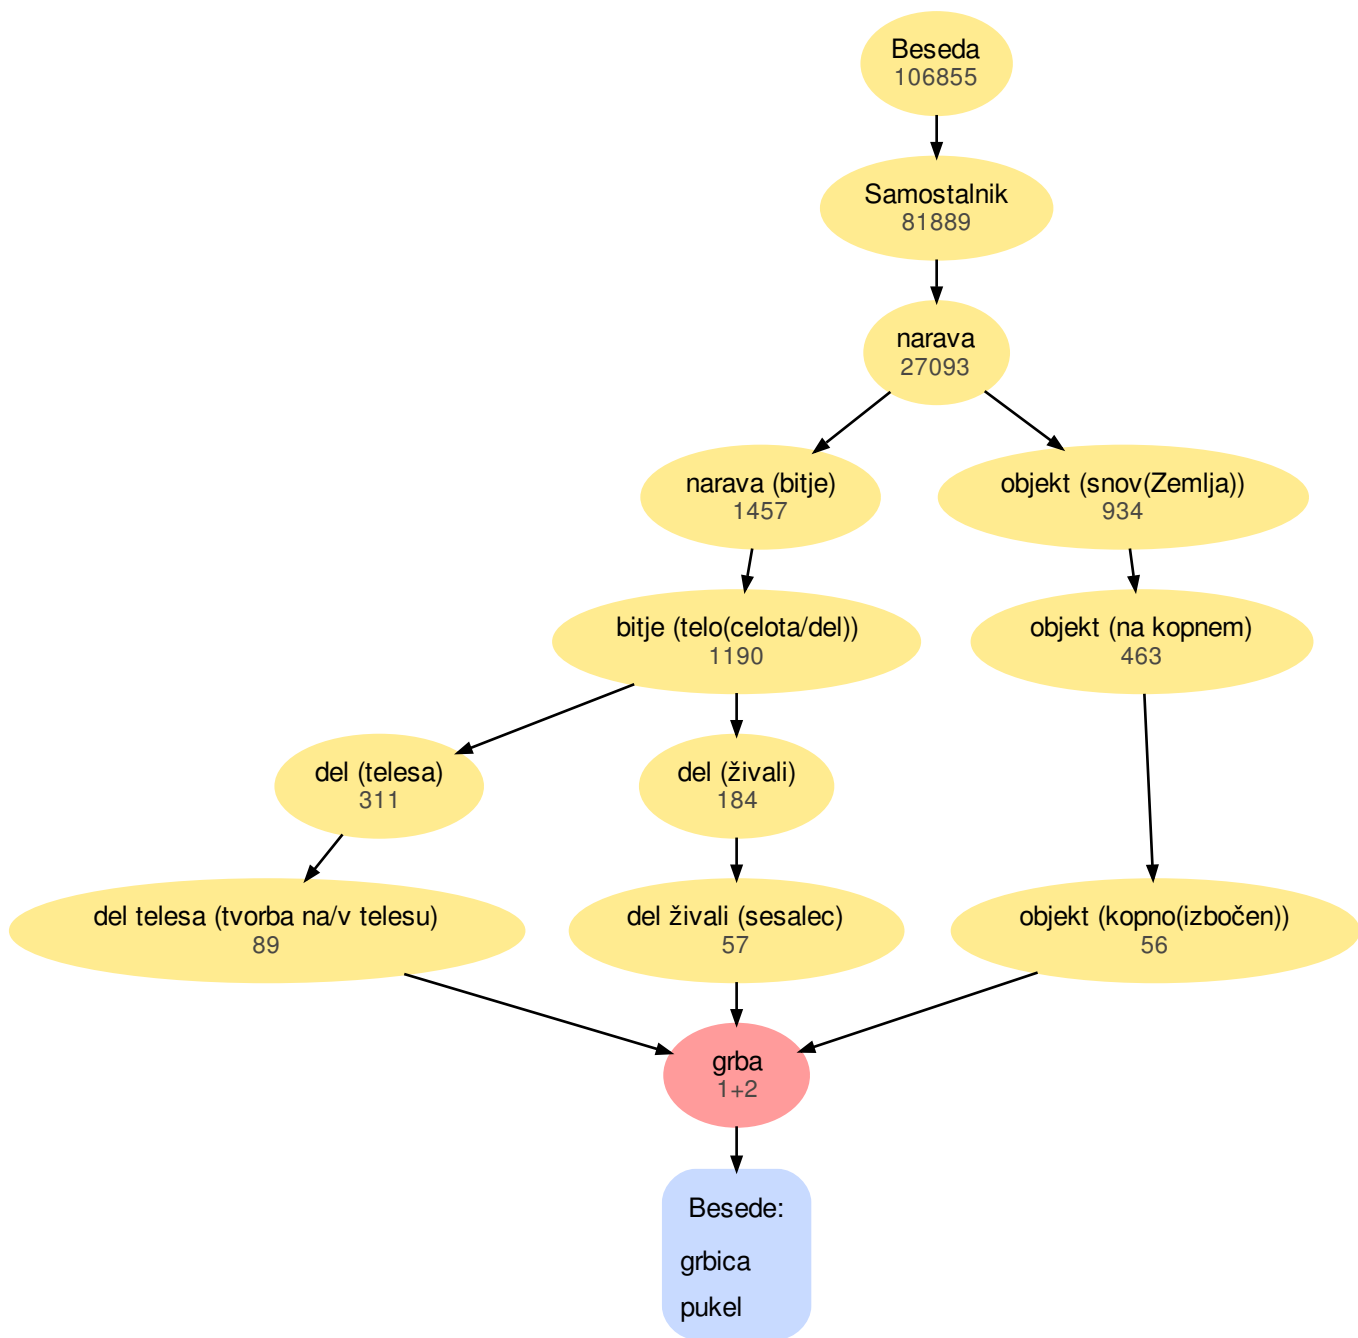 Beseda
106855
Samostalnik
81889
narava
27093
narava (bitje)
1457
objekt (snov(Zemlja))
934
bitje (telo(celota/del))
1190
objekt (na kopnem)
463
del (telesa)
311
del (živali)
184
del telesa (tvorba na/v telesu)
89
del živali (sesalec)
57
objekt (kopno(izbočen))
56
grba
1+2
Besede:
grbica
pukel